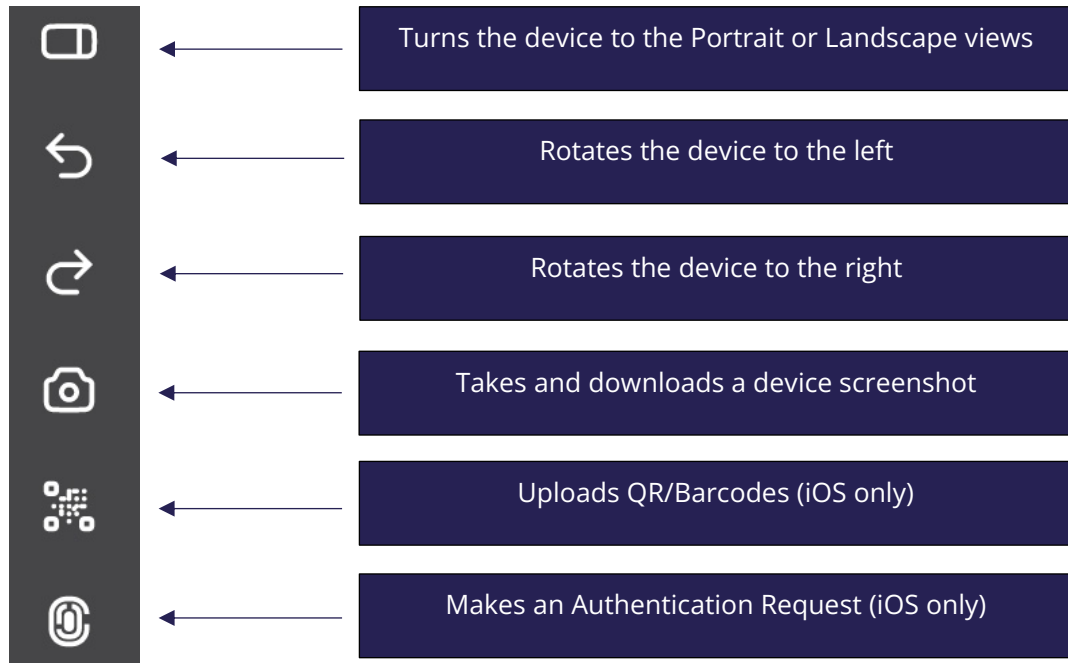 Turns the device to the Portrait or Landscape views
Rotates the device to the left
Rotates the device to the right
Takes and downloads a device screenshot
Uploads QR/Barcodes (iOS only)
Makes an Authentication Request (iOS only)